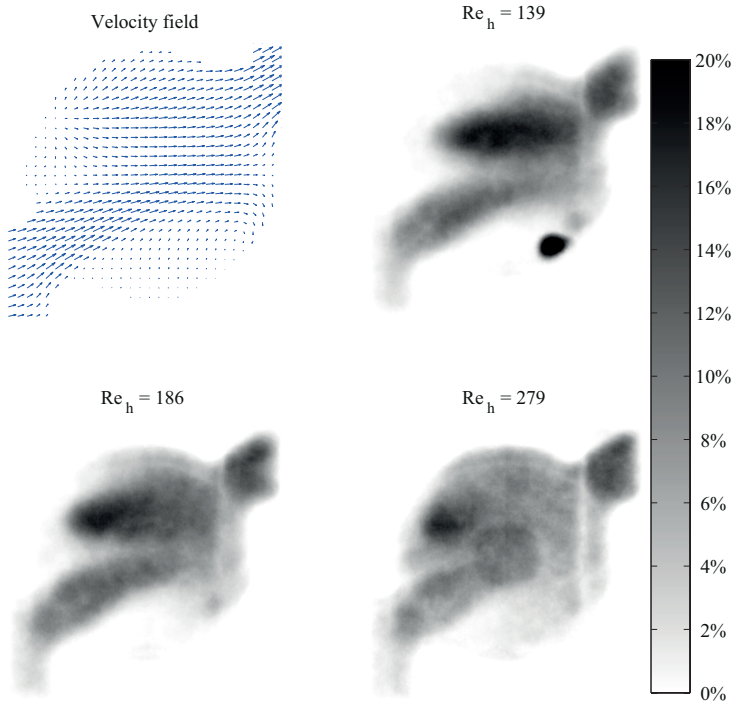 Velocity field
Re h = 139
20%
18%
16%
14%
12%
10%
8%
6%
4%
2%
0%
Re h = 186
Re h = 279